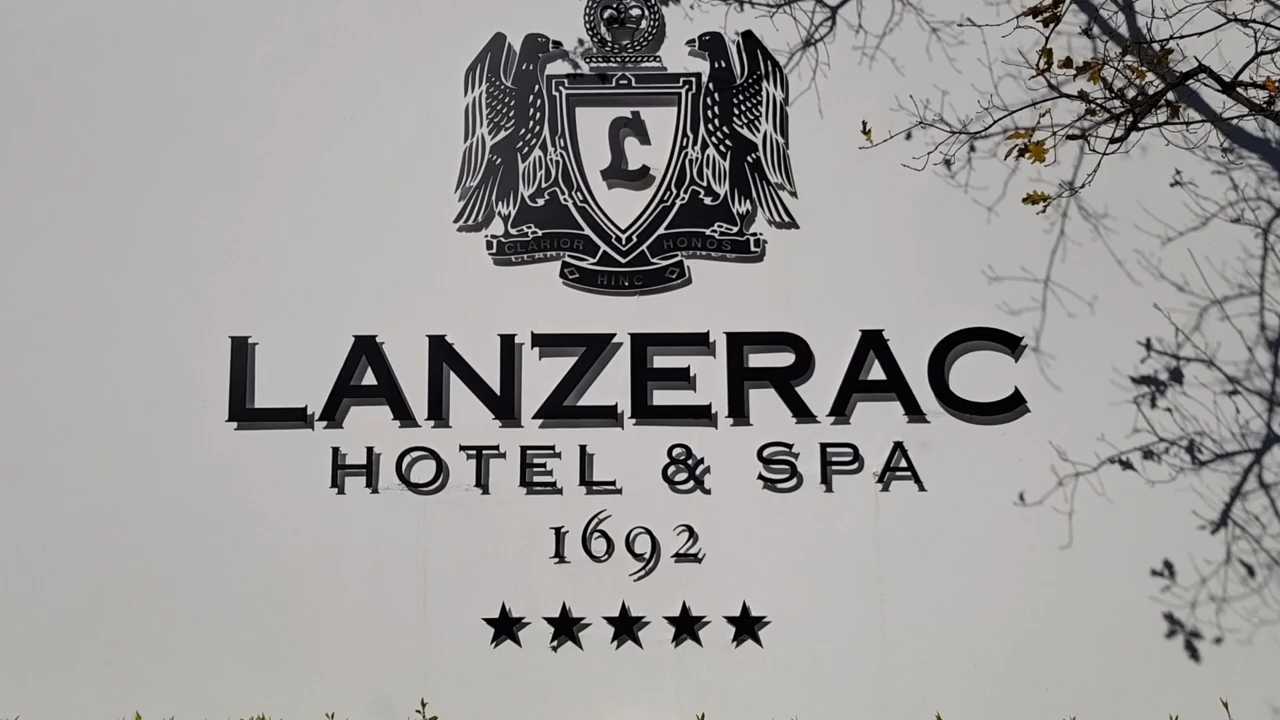 L
CLARIOR HONOS
HINC
LANZERAC
HOTEL & SPA
1692